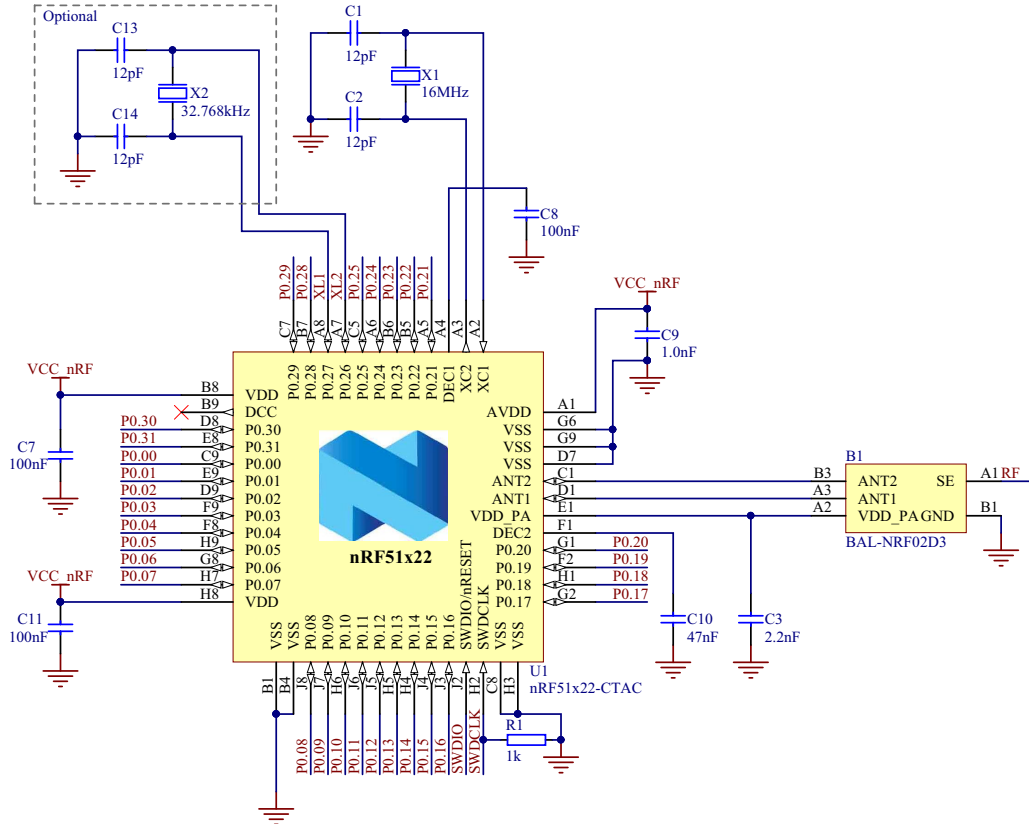 Optional
C13
12pF
X2
32.768kHz
C14
12pF
C1
12pF
X1
16MHz
C2
12pF
C8
100nF
P0.29
P0.28
XL1
XL2
P0.25
P0.24
P0.23
P0.22
P0.21
C7
B7
A8
A7
C5
A6
B6
B5
A5
A4
A3
A2
P0.29
P0.28
P0.27
P0.26
P0.25
P0.24
P0.23
P0.22
P0.21
DEC1
XC2
XC1
VCC_nRF
C9
1.0nF
VCC_nRF
C7
100nF
B8 VDD
B9 DCC
P0.30 D8 P0.30
P0.31 E8 P0.31
P0.00 C9 P0.00
P0.01 E9 P0.01
P0.02 D9 P0.02
P0.03 F9 P0.03
P0.04 F8 P0.04
P0.05 H9 P0.05
P0.06 G8 P0.06
P0.07 H7 P0.07
H8 VDD
VCC_nRF
C11
100nF
nRF51x22
AVDD A1
VSS G6
VSS G9
VSS D7
ANT2 C1
ANT1 D1
VDD_PA E1
DEC2 F1
P0.20 G1 P0.20
P0.19 F2 P0.19
P0.18 H1 P0.18
P0.17 G2 P0.17
B1
B3 ANT2 SE A1 RF
A3 ANT1
A2 VDD_PA GND B1
BAL-NRF02D3
C10
47nF
C3
2.2nF
VSS
VSS
P0.08
P0.09
P0.10
P0.11
P0.12
P0.13
P0.14
P0.15
P0.16
SWDIO/nRESET
SWDCLK
VSS
VSS
U1
nRF51x22-CTAC
B1
B4
J8
J7
H6
J6
J5
H5
H4
J4
J3
J2
H2
C8
H3
P0.08
P0.09
P0.10
P0.11
P0.12
P0.13
P0.14
P0.15
P0.16
SWDIO
SWDCLK
R1
1k